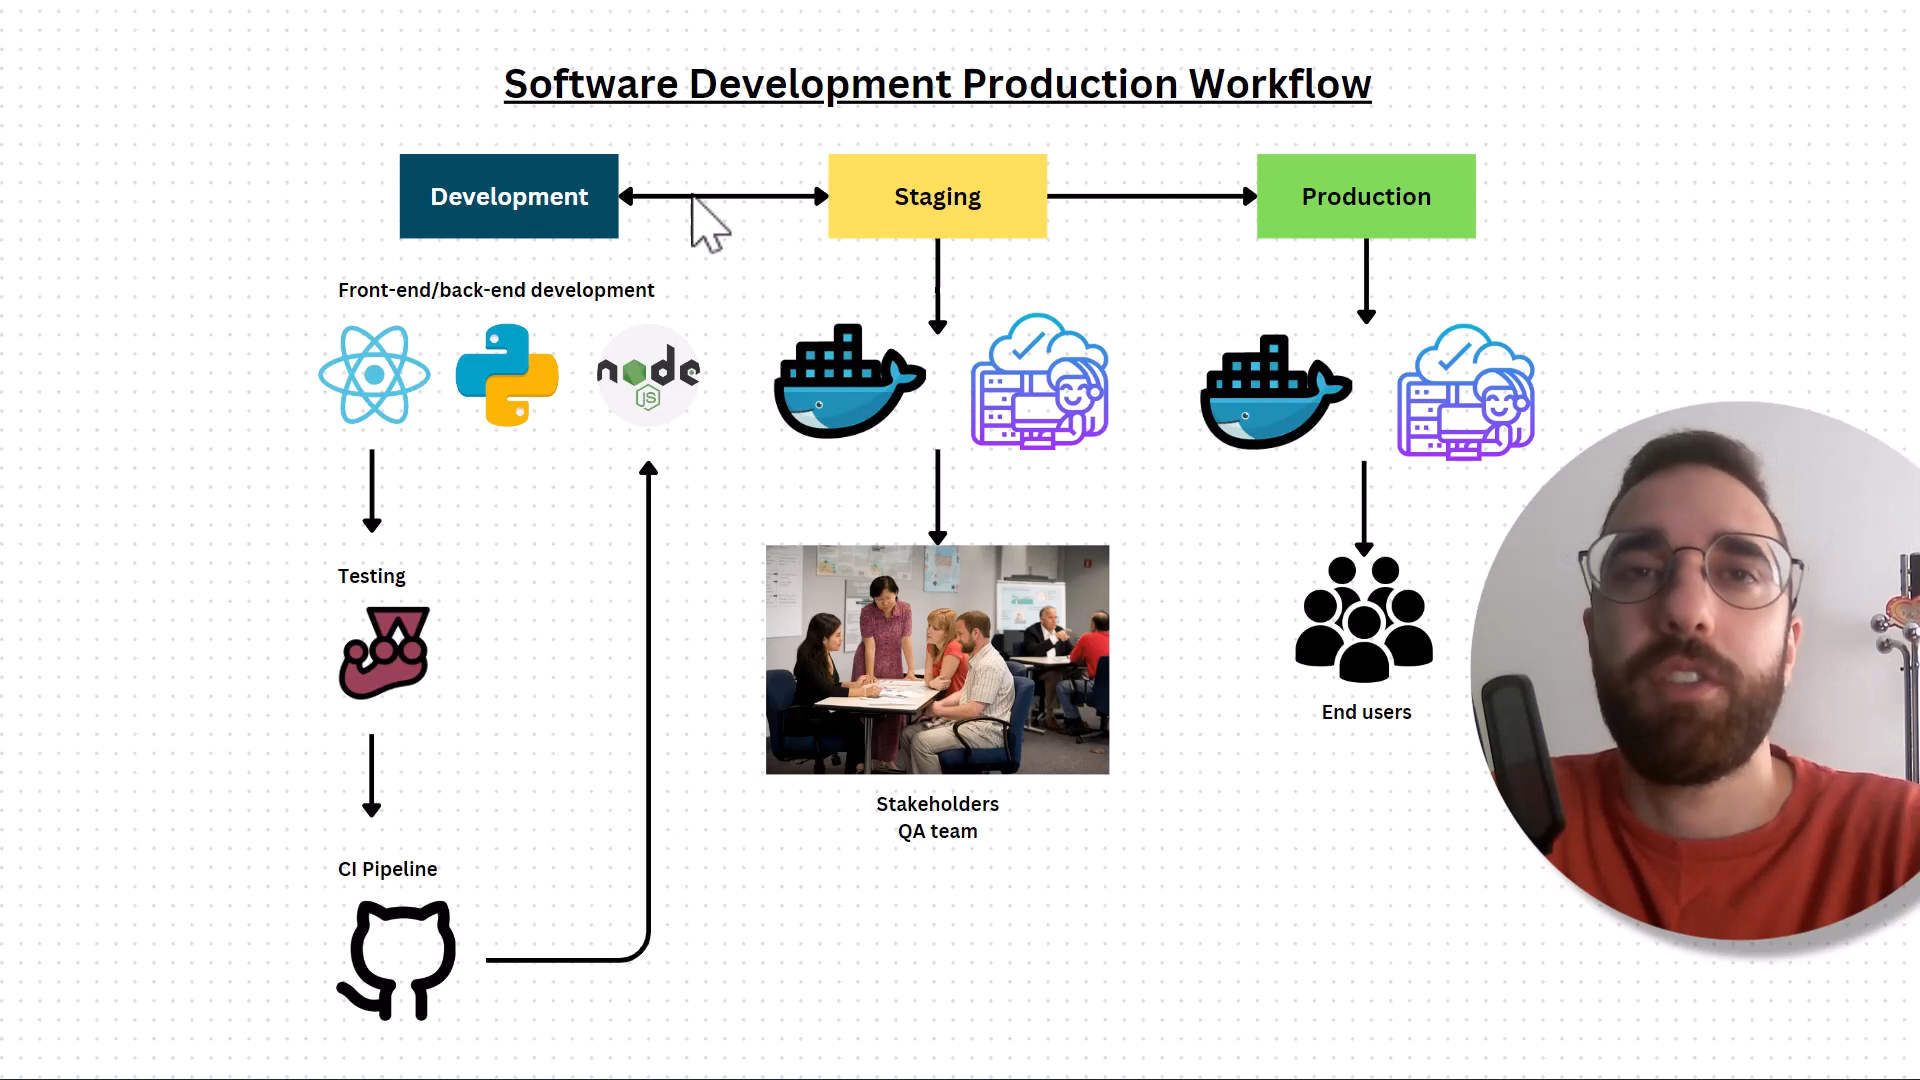 Software Development Production Workflow
Development
Staging
Production
Front-end/back-end development
node
JS
Testing
CI Pipeline
Stakeholders
QA team
End users